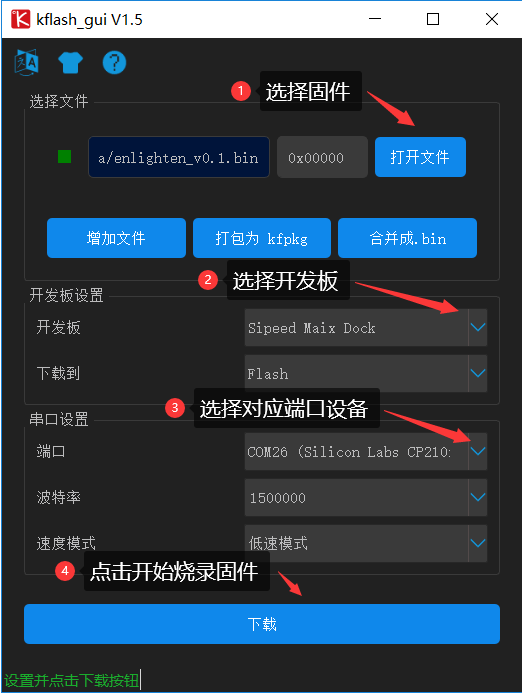 kflash_gui V1.5
选择文件
1 选择固件
a/enlighten_v0.1.bin 0x00000 打开文件
增加文件 打包为 kfpkg 合并成.bin
2 选择开发板
开发板设置
开发板 Sipeed Maix Dock
下载到 Flash
3 选择对应端口设备
串口设置
端口 COM26 (Silicon Labs CP210
波特率 1500000
速度模式 低速模式
4 点击开始烧录固件
下载
设置并点击下载按钮